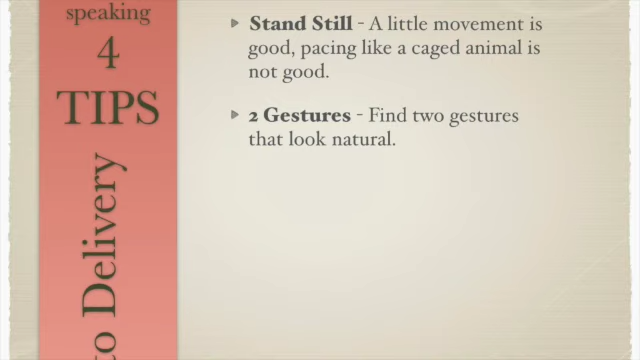 speaking
4
TIPS
to Delivery
Stand Still - A little movement is
good, pacing like a caged animal is
not good.
2 Gestures - Find two gestures
that look natural.